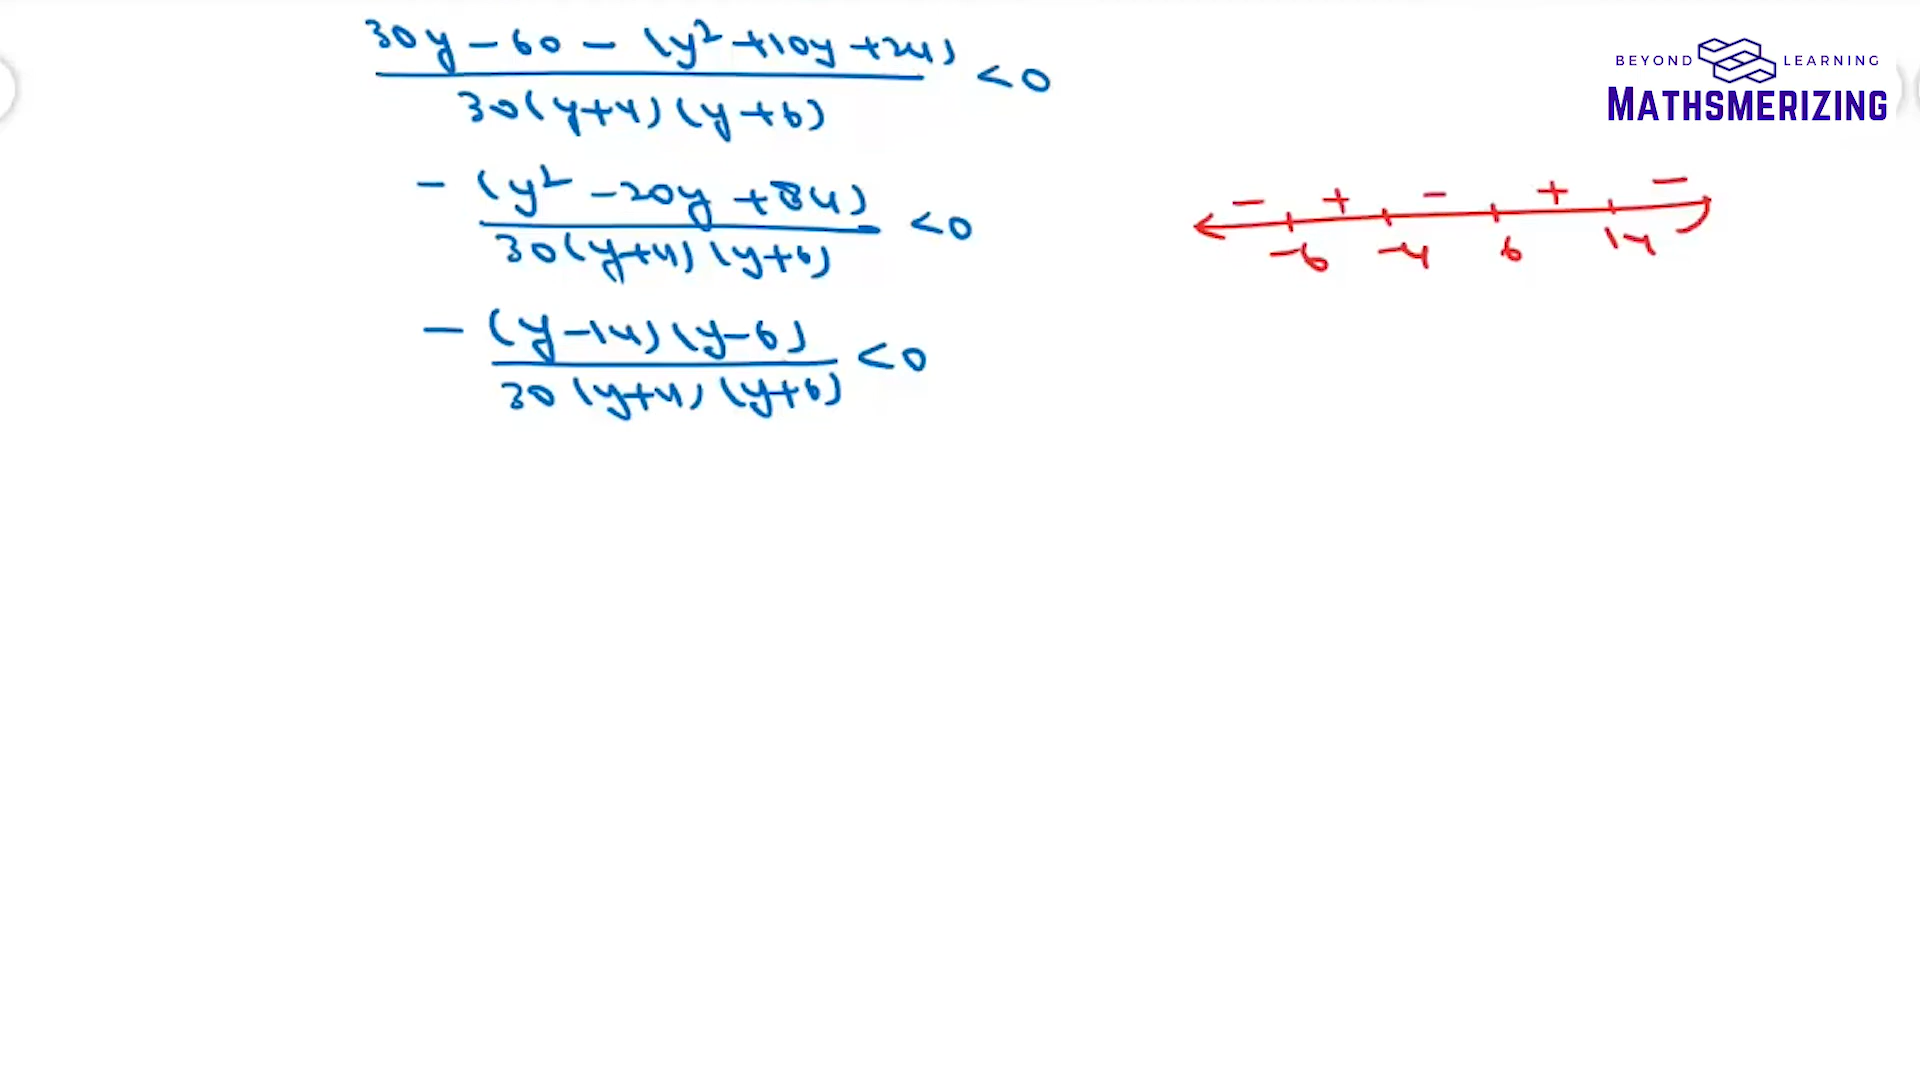 30y - 60 - (y² + 10y + 24)
30(y+4)(y+6) < 0
- (y² - 20y + 84)
30(y+4)(y+6) < 0
- (y-14)(y-6)
30(y+4)(y+6) < 0
- + - + -
-6 -4 6 14
BEYOND LEARNING
MATHSMERIZING